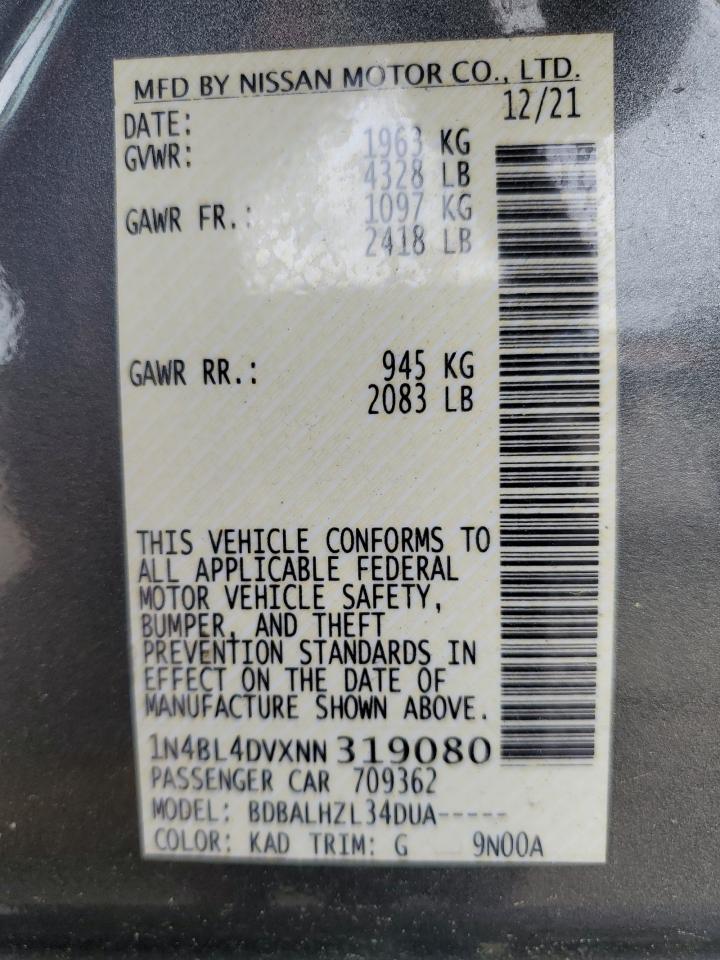 MFD BY NISSAN MOTOR CO., LTD.
DATE: 12/21
GVWR: 1963 KG
4328 LB
GAWR FR.: 1097 KG
2418 LB
GAWR RR.: 945 KG
2083 LB
THIS VEHICLE CONFORMS TO
ALL APPLICABLE FEDERAL
MOTOR VEHICLE SAFETY,
BUMPER, AND THEFT
PREVENTION STANDARDS IN
EFFECT ON THE DATE OF
MANUFACTURE SHOWN ABOVE.
1N4BL4DVXNN 319080
PASSENGER CAR 709362
MODEL: BDBALHZL34DUA-----
COLOR: KAD TRIM: G 9N00A